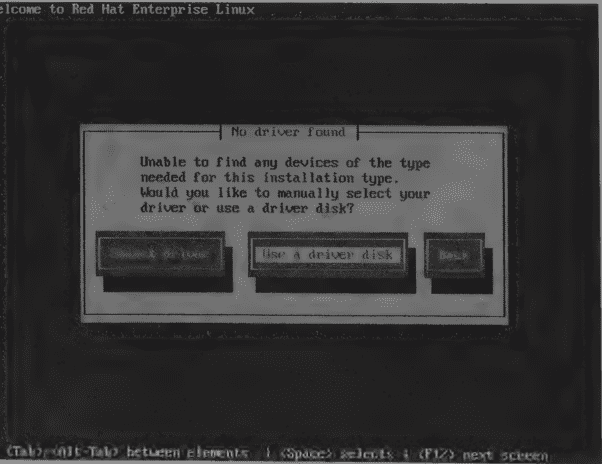 elcome to Red Hat Enterprise Linux
No driver found
Unable to find any devices of the type
needed for this installation type.
Would you like to manually select your
driver or use a driver disk?
Select driver Use a driver disk Back
<Tab>/<Alt-Tab> between elements | <Space> selects | <F12> next screen